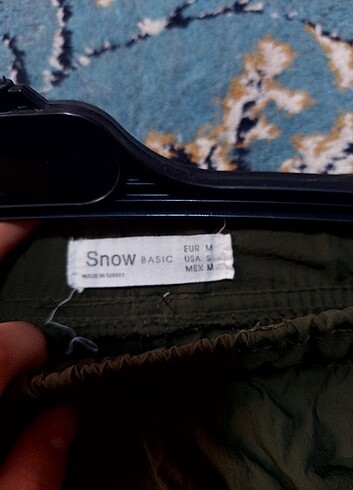 Snow BASIC
EUR M
USA S
MEX M
MADE IN TURKEY